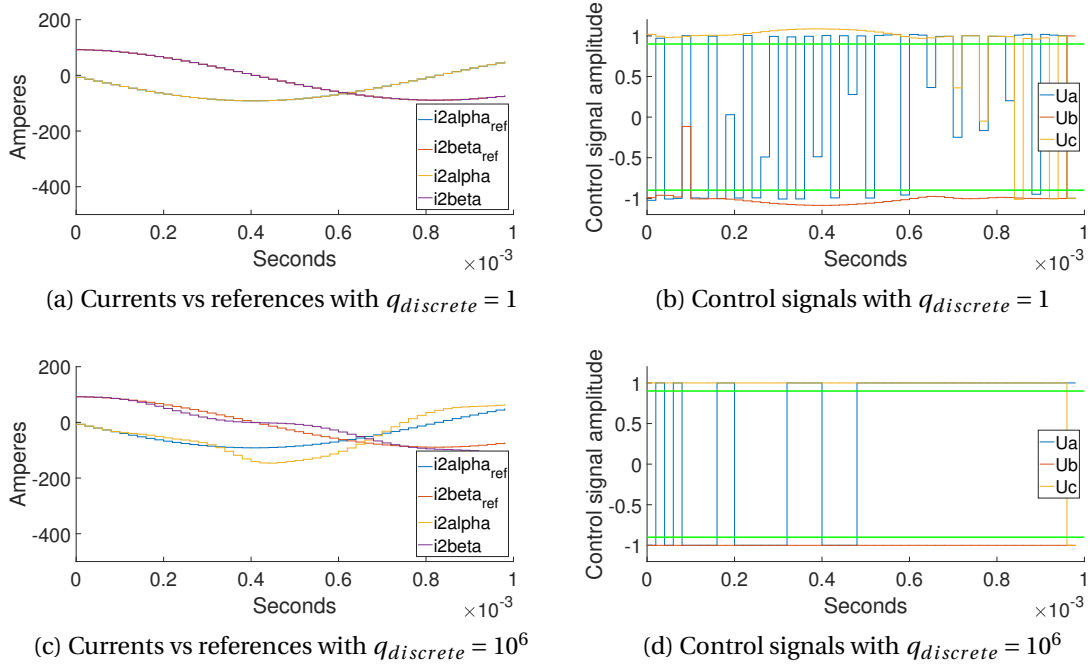 200
0
-200
-400
Amperes
0
0.2
0.4
0.6
0.8
1
Seconds
×10⁻³
i2alpha_ref
i2beta_ref
i2alpha
i2beta
(a) Currents vs references with q_discrete = 1
1
0.5
0
-0.5
-1
Control signal amplitude
0
0.2
0.4
0.6
0.8
1
Seconds
×10⁻³
Ua
Ub
Uc
(b) Control signals with q_discrete = 1
200
0
-200
-400
Amperes
0
0.2
0.4
0.6
0.8
1
Seconds
×10⁻³
i2alpha_ref
i2beta_ref
i2alpha
i2beta
(c) Currents vs references with q_discrete = 10⁶
1
0.5
0
-0.5
-1
Control signal amplitude
0
0.2
0.4
0.6
0.8
1
Seconds
×10⁻³
Ua
Ub
Uc
(d) Control signals with q_discrete = 10⁶